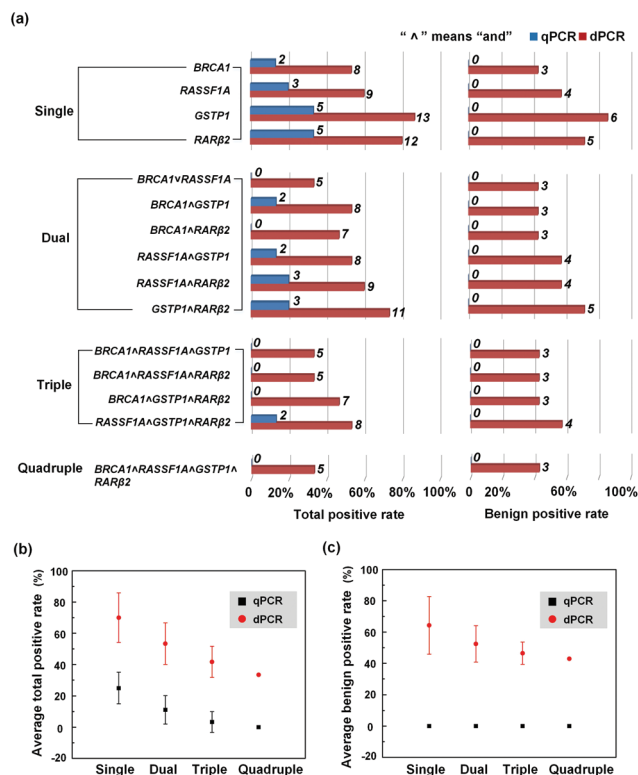 (a)
“ ∧ ” means “and” qPCR dPCR
Single
BRCA1 2 8 0 3
RASSF1A 3 9 0 4
GSTP1 5 13 0 6
RARβ2 5 12 0 5
Dual
BRCA1∨RASSF1A 0 5 0 3
BRCA1∧GSTP1 2 8 0 3
BRCA1∧RARβ2 0 7 0 3
RASSF1A∧GSTP1 2 8 0 4
RASSF1A∧RARβ2 3 9 0 4
GSTP1∧RARβ2 3 11 0 5
Triple
BRCA1∧RASSF1A∧GSTP1 0 5 0 3
BRCA1∧RASSF1A∧RARβ2 0 5 0 3
BRCA1∧GSTP1∧RARβ2 0 7 0 3
RASSF1A∧GSTP1∧RARβ2 2 8 0 4
Quadruple
BRCA1∧RASSF1A∧GSTP1∧
RARβ2 0 5 0 3
0 20% 40% 60% 80% 100% 0 20% 60% 100%
Total positive rate Benign positive rate
(b)
Average total positive rate (%)
100
80
60
40
20
0
-20
qPCR
dPCR
Single Dual Triple Quadruple
(c)
Average benign positive rate (%)
100
80
60
40
20
0
-20
qPCR
dPCR
Single Dual Triple Quadruple